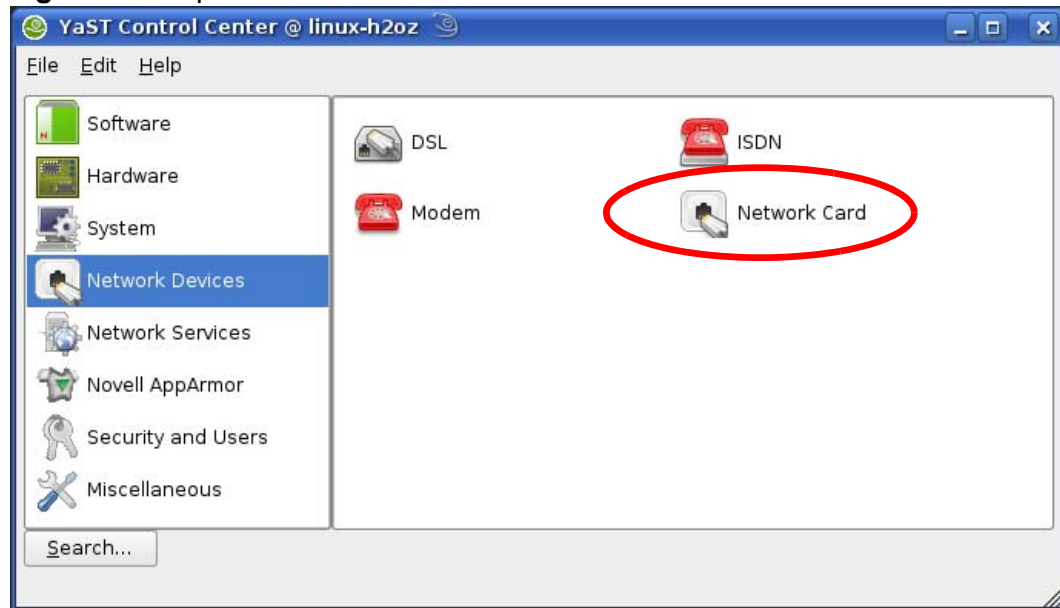 YaST Control Center @ linux-h2oz
File Edit Help
Software
Hardware
System
Network Devices
Network Services
Novell AppArmor
Security and Users
Miscellaneous
DSL
ISDN
Modem
Network Card
Search...